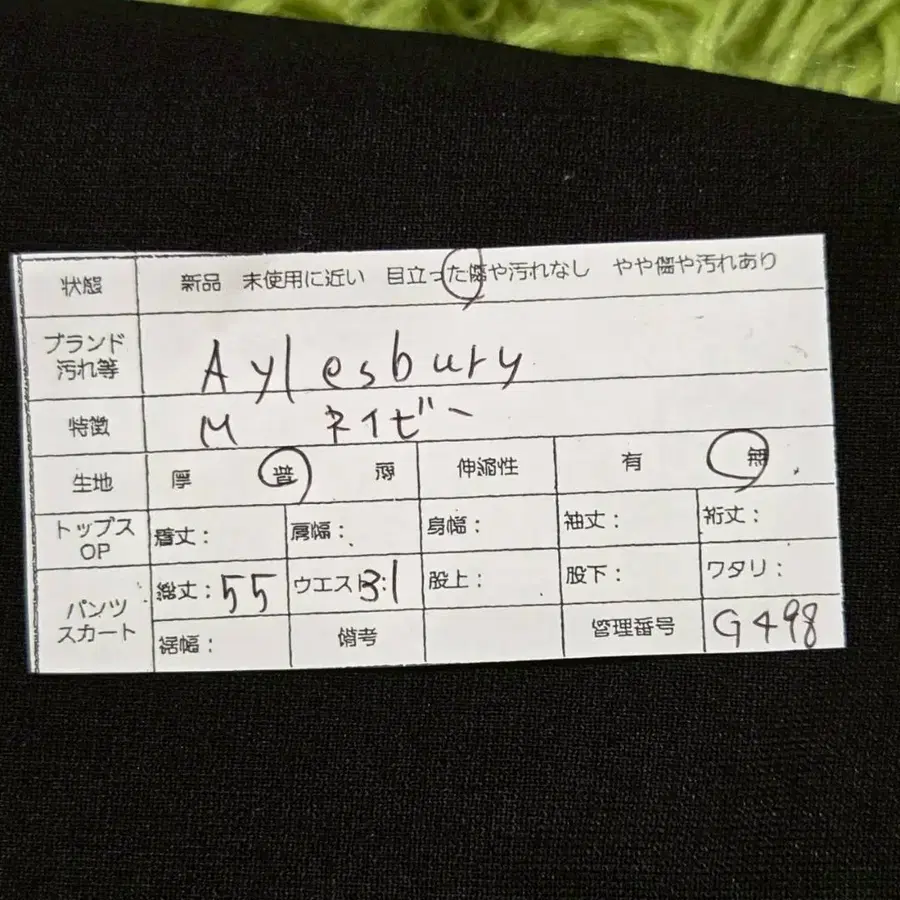 状態 新品 未使用に近い 目立った傷や汚れなし やや傷や汚れあり
ブランド 汚れ等 Aylesbury
特徴 M ネイビー
生地 厚 普 薄 伸縮性 有 無
トップス OP 着丈: 肩幅: 身幅: 袖丈: 裄丈:
パンツ スカート 総丈:55 ウエスト:31 股上: 股下: ワタリ:
裾幅: 備考 管理番号 G498